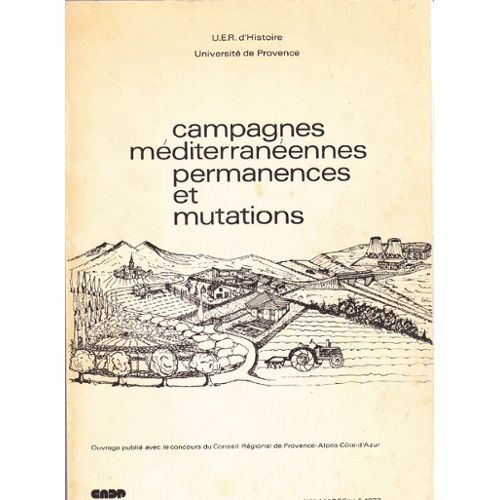 U.E.R. d'Histoire
Université de Provence
campagnes
méditerranéennes
permanences
et
mutations
Ouvrage publié avec le concours du Conseil Régional de Provence-Alpes-Côte-d'Azur